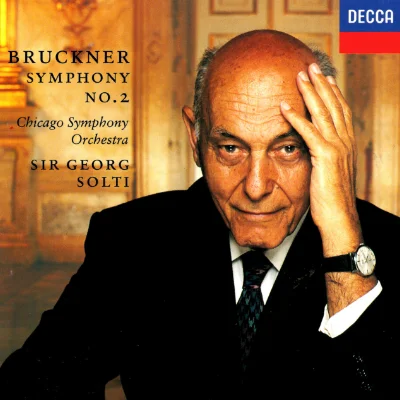 DECCA
BRUCKNER
SYMPHONY
NO. 2
Chicago Symphony
Orchestra
SIR GEORG
SOLTI